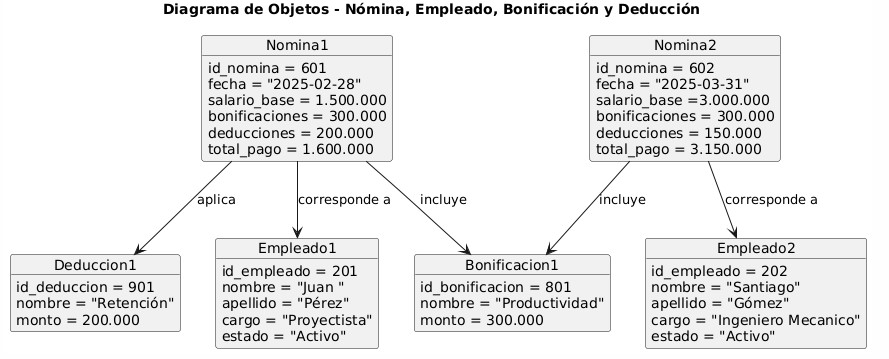 Diagrama de Objetos - Nómina, Empleado, Bonificación y Deducción
Nomina1
id_nomina = 601
fecha = "2025-02-28"
salario_base = 1.500.000
bonificaciones = 300.000
deducciones = 200.000
total_pago = 1.600.000
Nomina2
id_nomina = 602
fecha = "2025-03-31"
salario_base =3.000.000
bonificaciones = 300.000
deducciones = 150.000
total_pago = 3.150.000
aplica
corresponde a
incluye
incluye
corresponde a
Deduccion1
id_deduccion = 901
nombre = "Retención"
monto = 200.000
Empleado1
id_empleado = 201
nombre = "Juan "
apellido = "Pérez"
cargo = "Proyectista"
estado = "Activo"
Bonificacion1
id_bonificacion = 801
nombre = "Productividad"
monto = 300.000
Empleado2
id_empleado = 202
nombre = "Santiago"
apellido = "Gómez"
cargo = "Ingeniero Mecanico"
estado = "Activo"